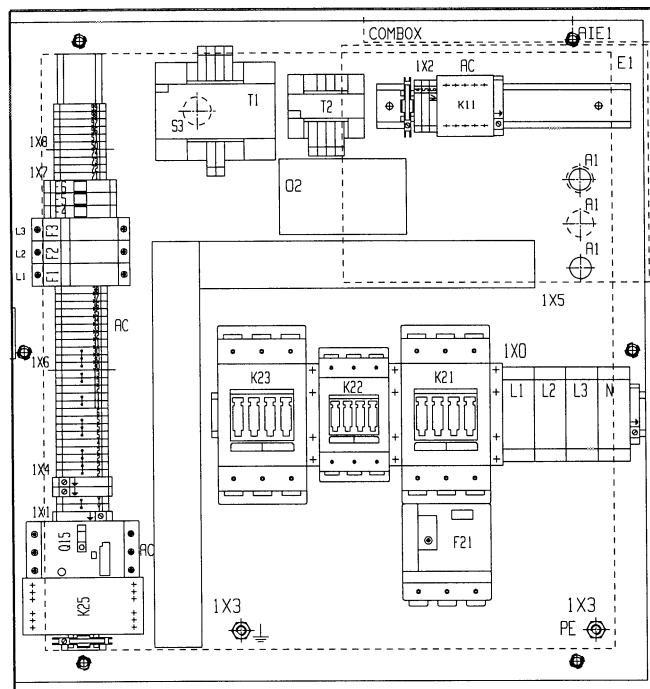 COMBOX
AIE1
E1
1X2
AC
K11
T1
T2
S3
1X8
1X7
O2
A1
A1
A1
L3
F3
L2
F2
L1
F1
AC
1X5
1X6
K23
K22
K21
1X0
L1
L2
L3
N
1X4
1X1
Q15
AC
F21
K25
1X3
1X3
PE